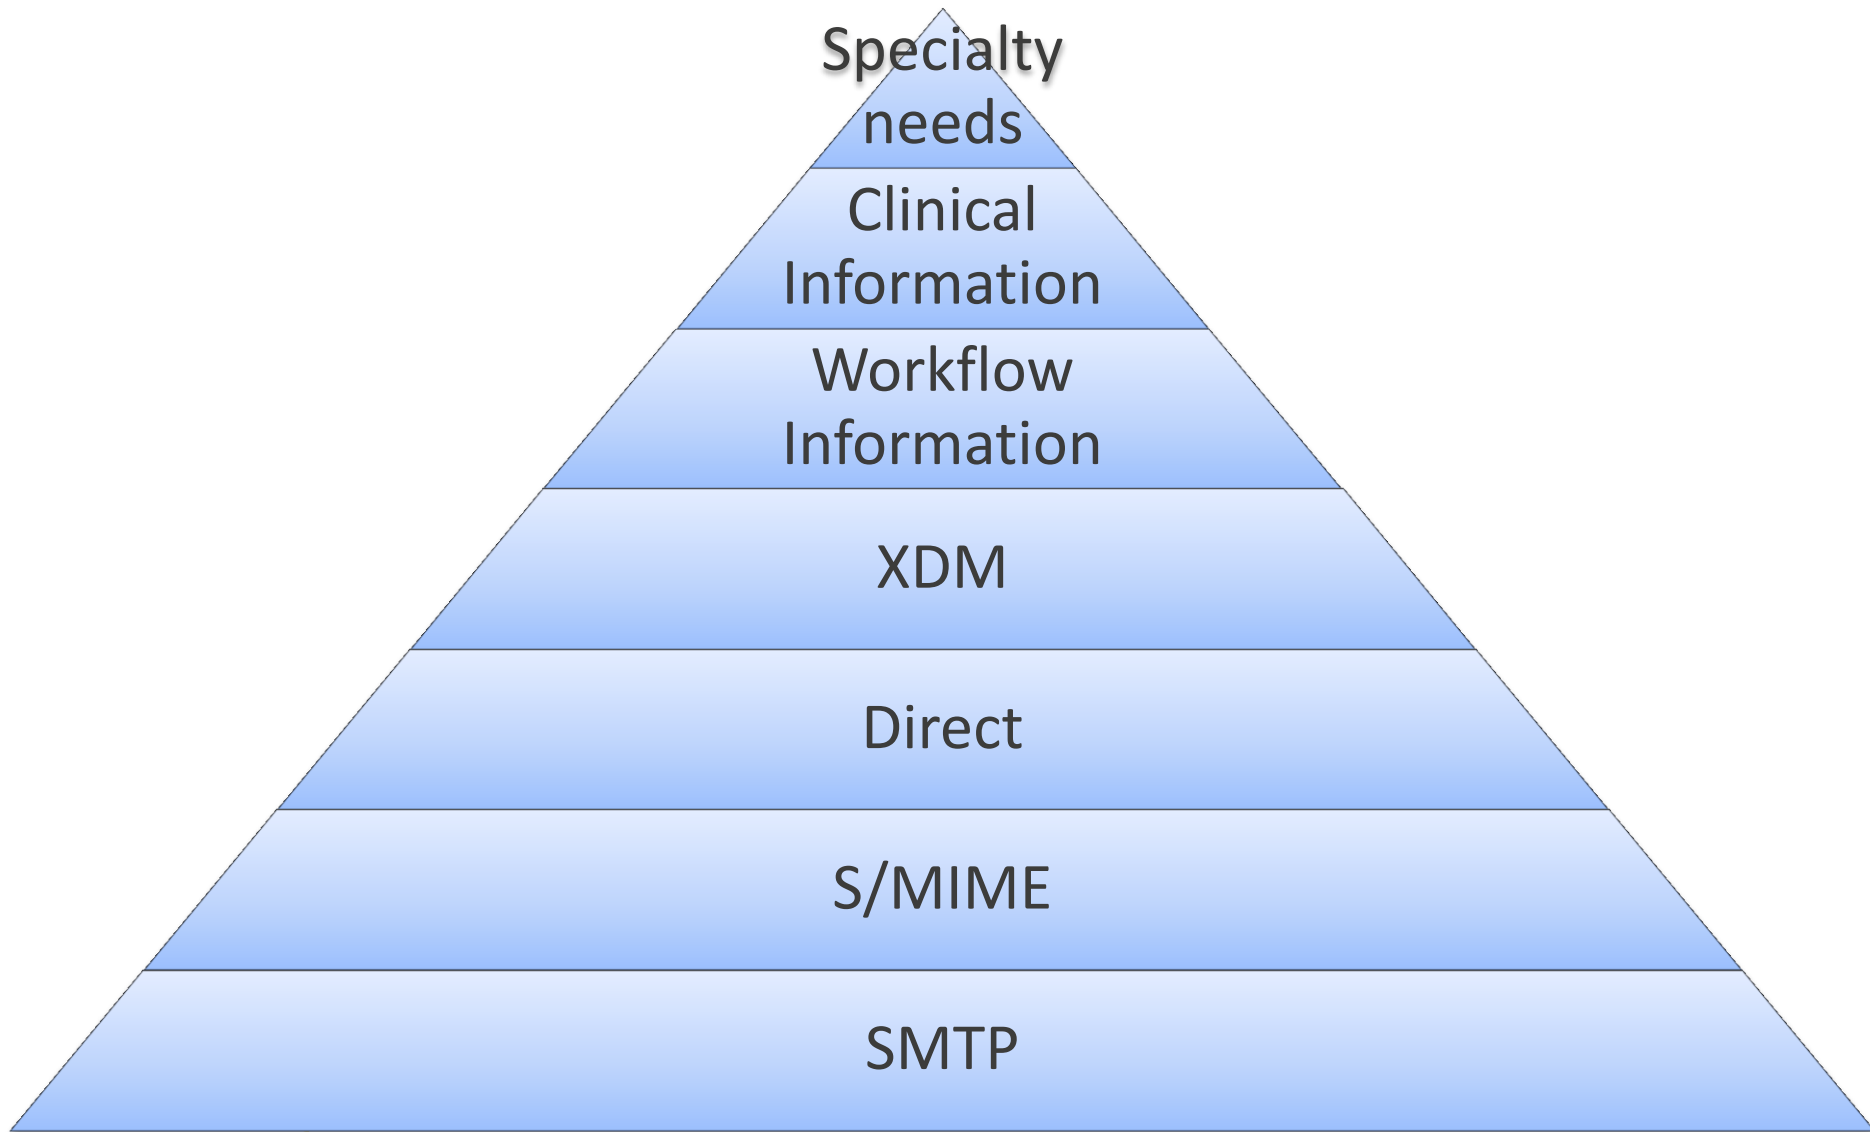 Specialty
needs
Clinical
Information
Workflow
Information
XDM
Direct
S/MIME
SMTP